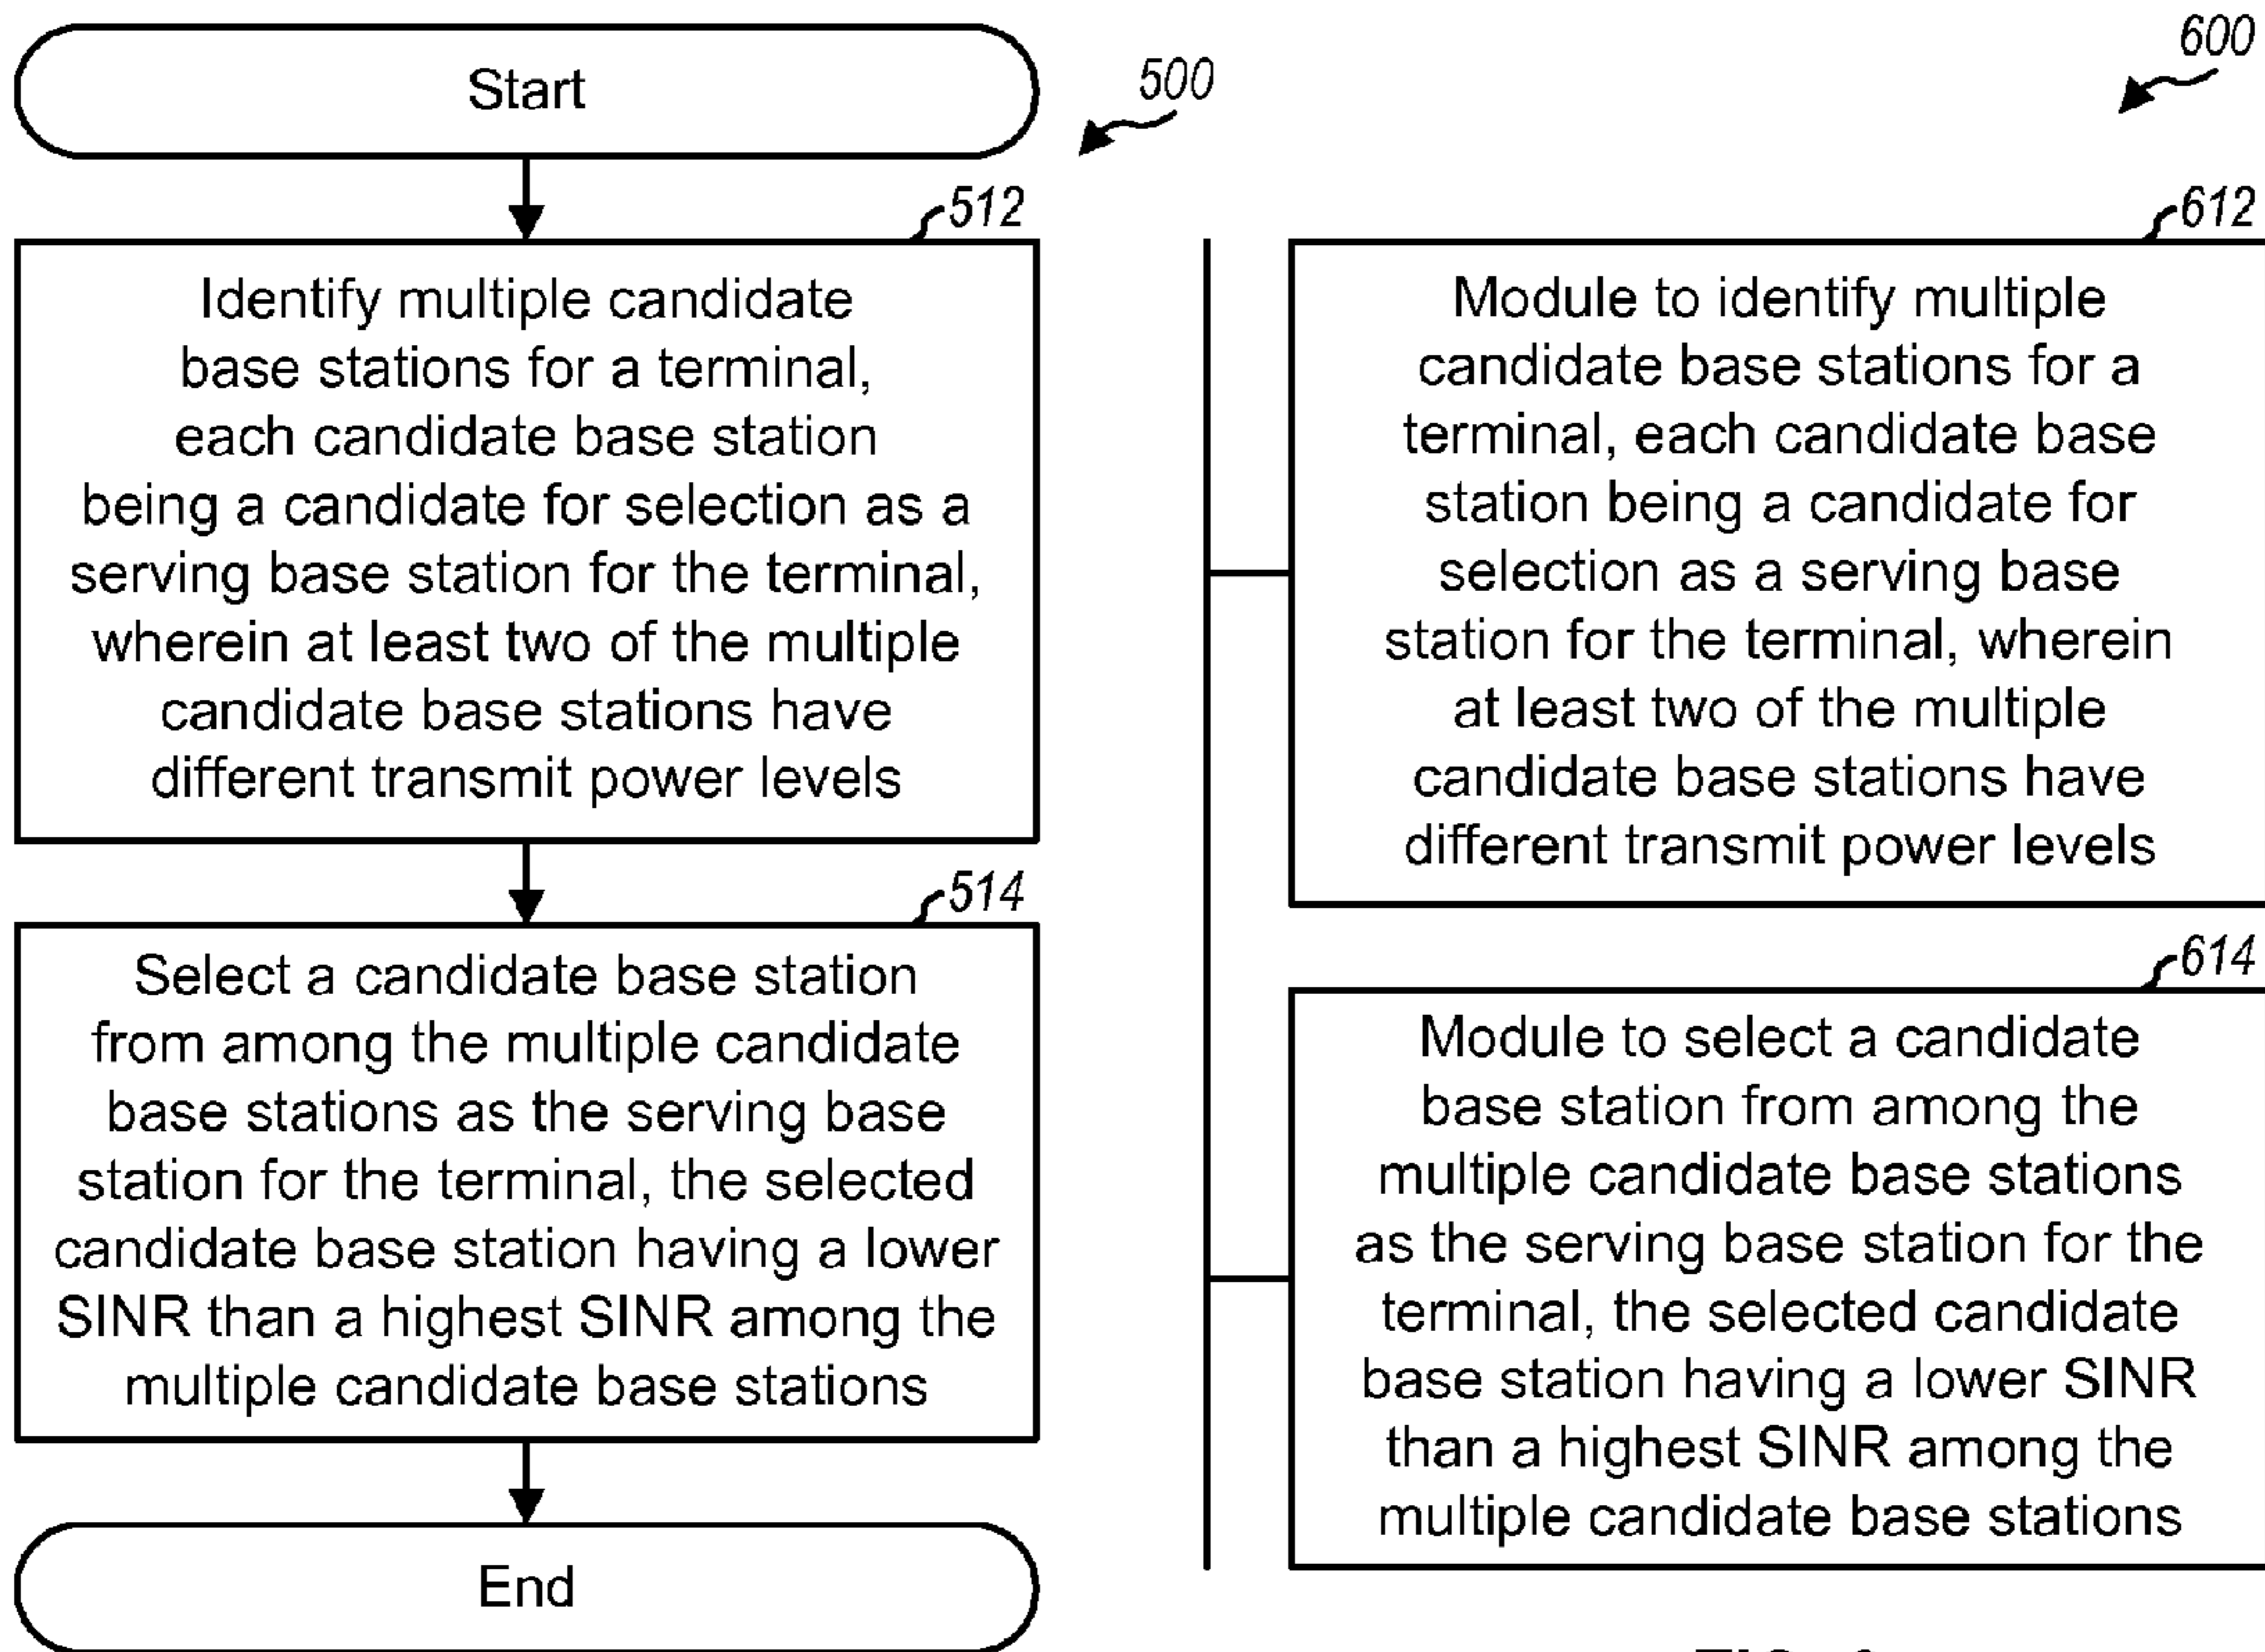 Start
500
512
Identify multiple candidate
base stations for a terminal,
each candidate base station
being a candidate for selection as a
serving base station for the terminal,
wherein at least two of the multiple
candidate base stations have
different transmit power levels
514
Select a candidate base station
from among the multiple candidate
base stations as the serving base
station for the terminal, the selected
candidate base station having a lower
SINR than a highest SINR among the
multiple candidate base stations
End
600
612
Module to identify multiple
candidate base stations for a
terminal, each candidate base
station being a candidate for
selection as a serving base
station for the terminal, wherein
at least two of the multiple
candidate base stations have
different transmit power levels
614
Module to select a candidate
base station from among the
multiple candidate base stations
as the serving base station for the
terminal, the selected candidate
base station having a lower SINR
than a highest SINR among the
multiple candidate base stations